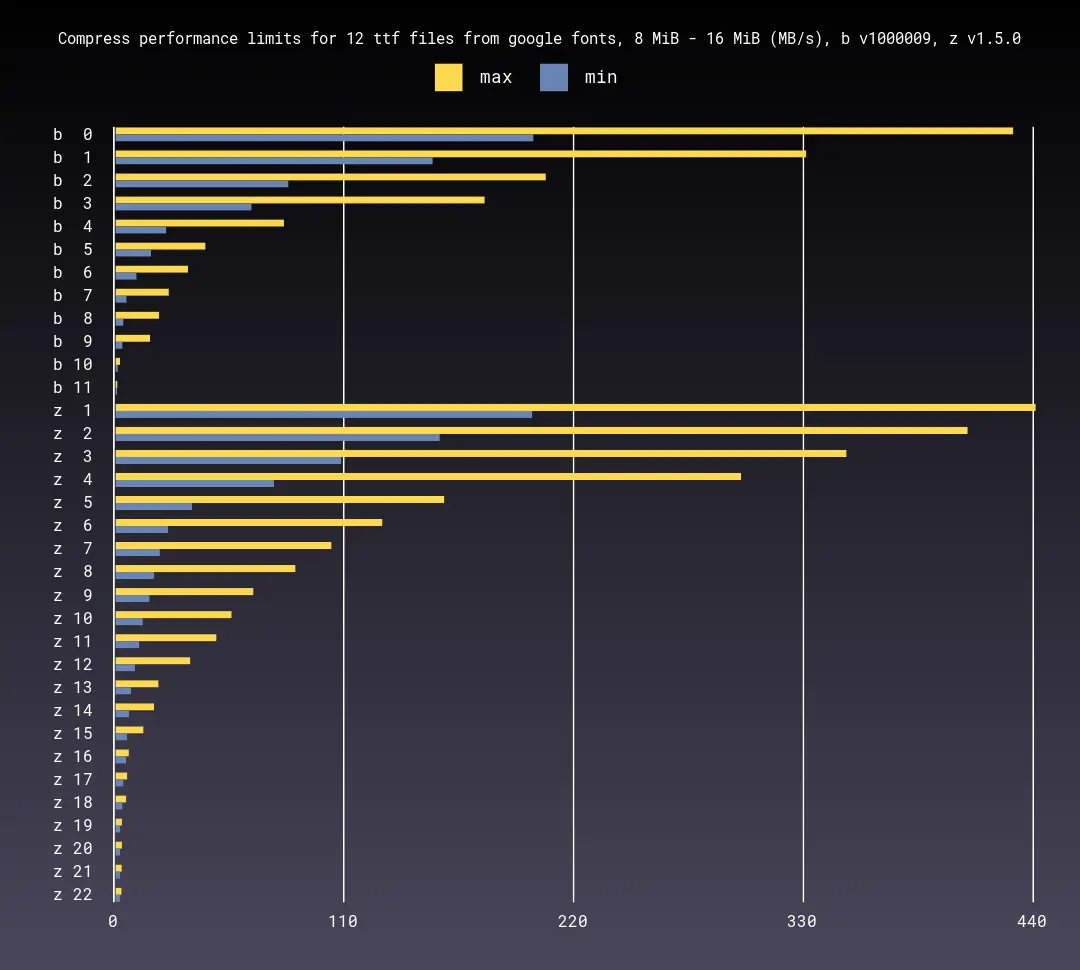 Compress performance limits for 12 ttf files from google fonts, 8 MiB - 16 MiB (MB/s), b v1000009, z v1.5.0
max min
b 0
b 1
b 2
b 3
b 4
b 5
b 6
b 7
b 8
b 9
b 10
b 11
z 1
z 2
z 3
z 4
z 5
z 6
z 7
z 8
z 9
z 10
z 11
z 12
z 13
z 14
z 15
z 16
z 17
z 18
z 19
z 20
z 21
z 22
0 110 220 330 440